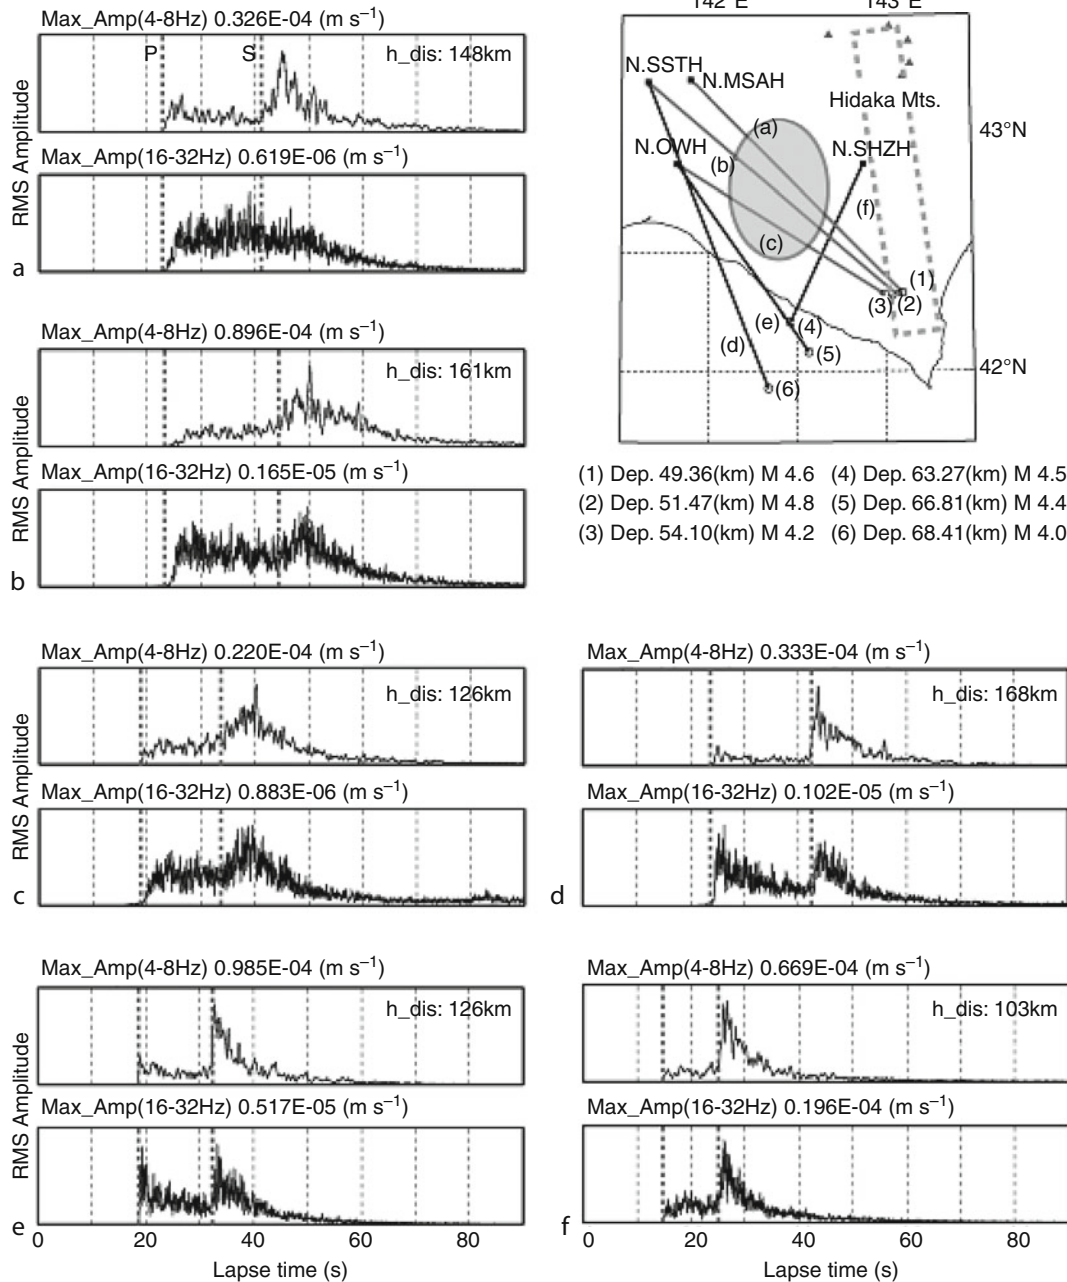 Max_Amp(4-8Hz) 0.326E-04 (m s⁻¹)
P
S
h_dis: 148km
Max_Amp(16-32Hz) 0.619E-06 (m s⁻¹)
RMS Amplitude
a
Max_Amp(4-8Hz) 0.896E-04 (m s⁻¹)
h_dis: 161km
Max_Amp(16-32Hz) 0.165E-05 (m s⁻¹)
RMS Amplitude
b
142°E
143°E
N.SSTH
N.MSAH
Hidaka Mts.
(a)
43°N
N.OWH
(b)
N.SHZH
(f)
(c)
(1)
(3)
(2)
(e)
(4)
(d)
(5)
42°N
(6)
(1) Dep. 49.36(km) M 4.6 (4) Dep. 63.27(km) M 4.5
(2) Dep. 51.47(km) M 4.8 (5) Dep. 66.81(km) M 4.4
(3) Dep. 54.10(km) M 4.2 (6) Dep. 68.41(km) M 4.0
Max_Amp(4-8Hz) 0.220E-04 (m s⁻¹)
h_dis: 126km
Max_Amp(16-32Hz) 0.883E-06 (m s⁻¹)
RMS Amplitude
c
Max_Amp(4-8Hz) 0.333E-04 (m s⁻¹)
h_dis: 168km
Max_Amp(16-32Hz) 0.102E-05 (m s⁻¹)
d
Max_Amp(4-8Hz) 0.985E-04 (m s⁻¹)
h_dis: 126km
Max_Amp(16-32Hz) 0.517E-05 (m s⁻¹)
RMS Amplitude
e
0 20 40 60 80
Lapse time (s)
Max_Amp(4-8Hz) 0.669E-04 (m s⁻¹)
h_dis: 103km
Max_Amp(16-32Hz) 0.196E-04 (m s⁻¹)
f
0 20 40 60 80
Lapse time (s)